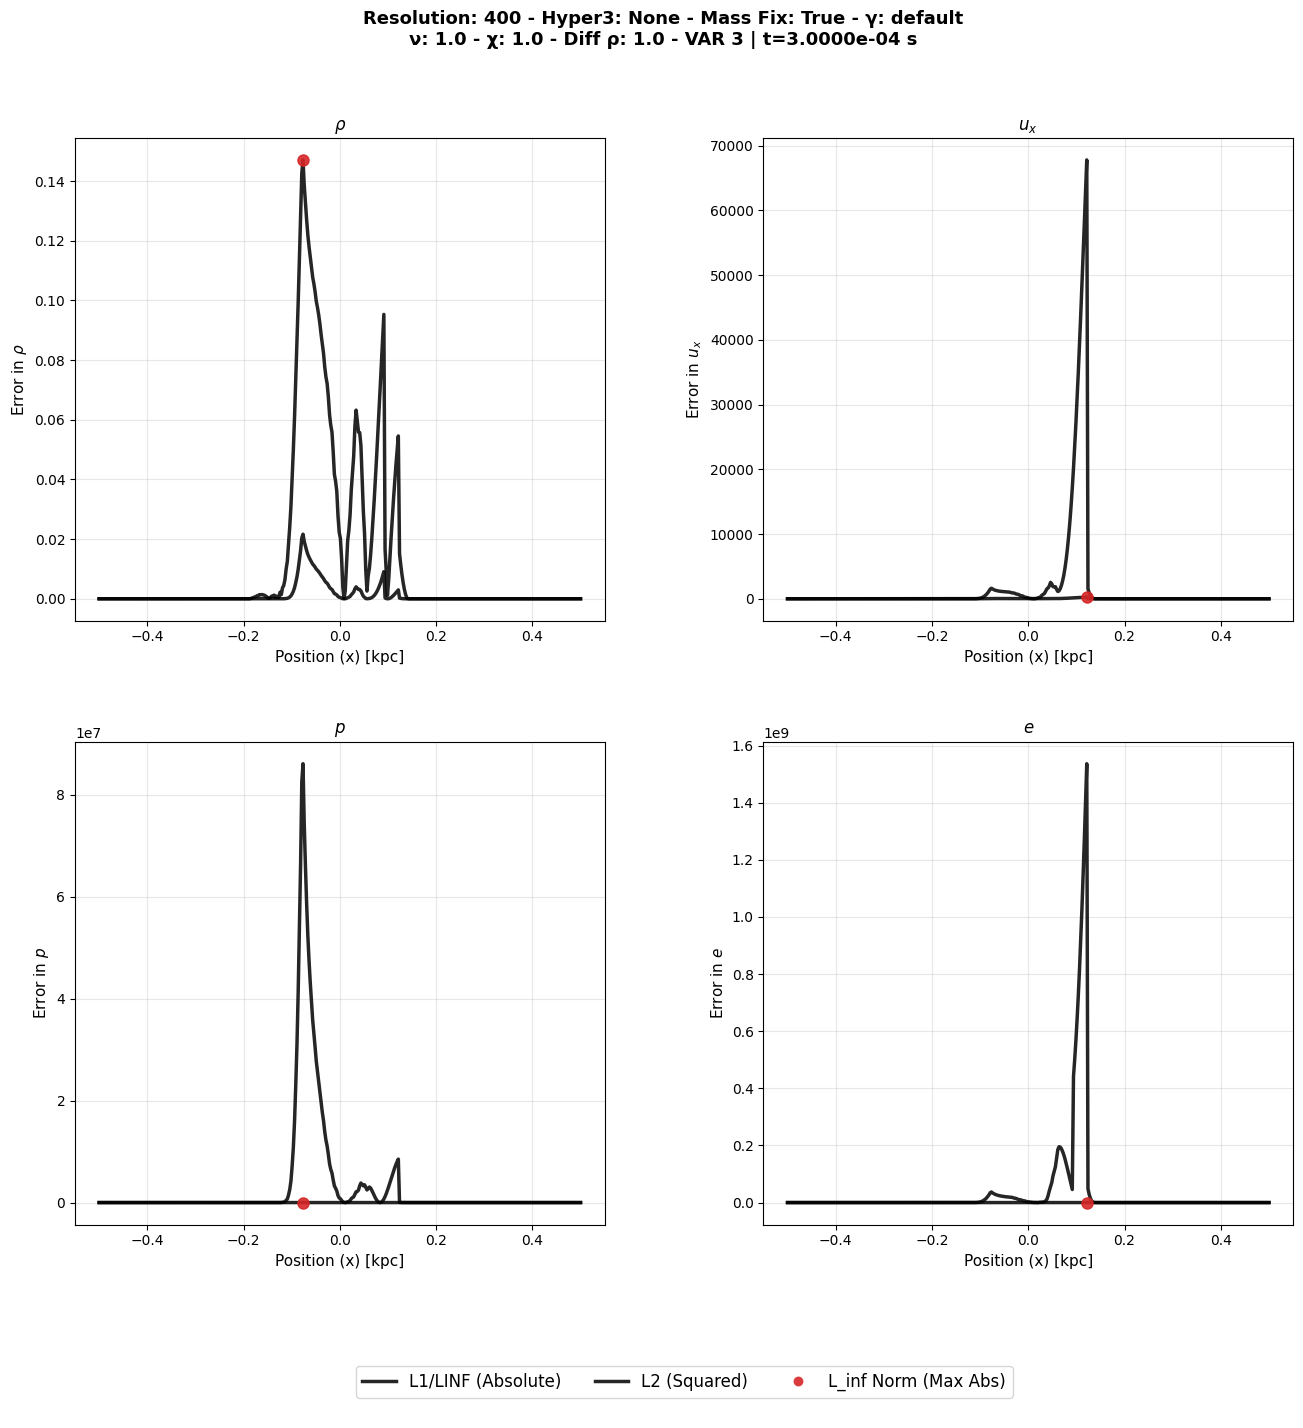 Resolution: 400 - Hyper3: None - Mass Fix: True - γ: default
ν: 1.0 - χ: 1.0 - Diff ρ: 1.0 - VAR 3 | t=3.0000e-04 s
ρ
0.14
0.12
0.10
0.08
0.06
0.04
0.02
0.00
Error in ρ
−0.4 −0.2 0.0 0.2 0.4
Position (x) [kpc]
u_x
70000
60000
50000
40000
30000
20000
10000
0
Error in u_x
−0.4 −0.2 0.0 0.2 0.4
Position (x) [kpc]
p
1e7
8
6
4
2
0
Error in p
−0.4 −0.2 0.0 0.2 0.4
Position (x) [kpc]
e
1e9
1.6
1.4
1.2
1.0
0.8
0.6
0.4
0.2
0.0
Error in e
−0.4 −0.2 0.0 0.2 0.4
Position (x) [kpc]
L1/LINF (Absolute) L2 (Squared) L_inf Norm (Max Abs)